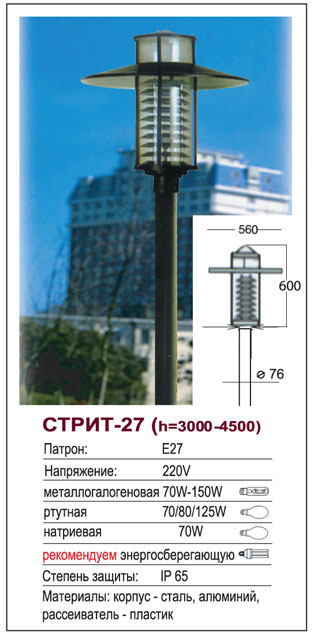 560
600
ø 76
СТРИТ-27 (h=3000-4500)
Патрон: E27
Напряжение: 220V
металлогалогеновая 70W-150W
ртутная 70/80/125W
натриевая 70W
рекомендуем энергосберегающую
Степень защиты: IP 65
Материалы: корпус - сталь, алюминий,
рассеиватель - пластик